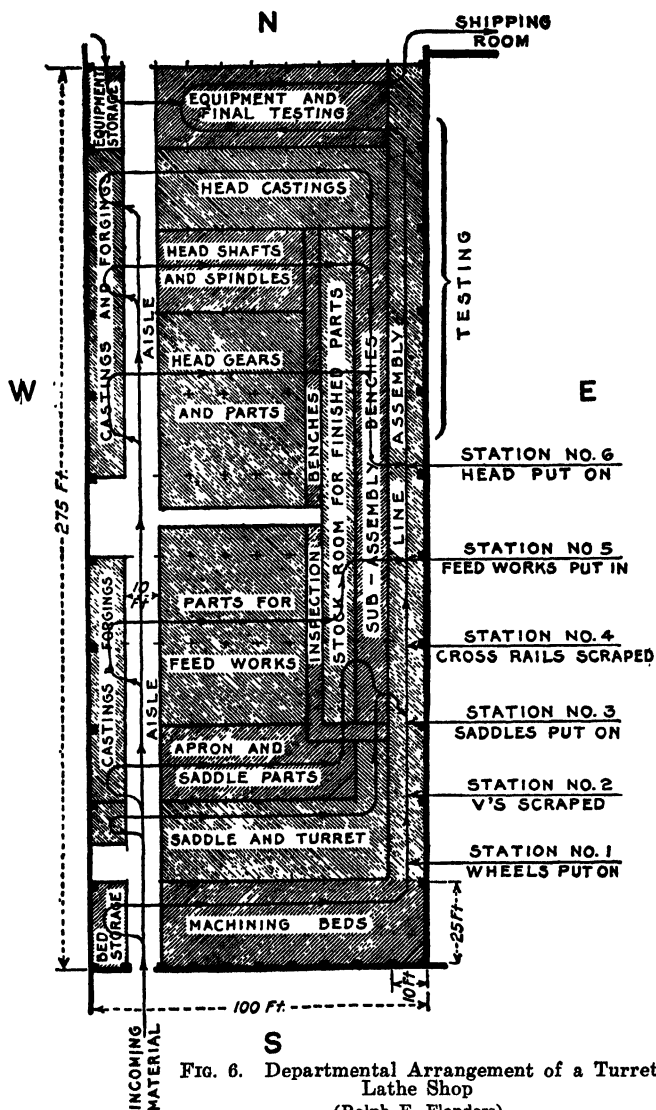 N
SHIPPING
ROOM
EQUIPMENT
STORAGE
EQUIPMENT AND
FINAL TESTING
CASTINGS AND FORGINGS
HEAD CASTINGS
HEAD SHAFTS
AND SPINDLES
AISLE
HEAD GEARS
AND PARTS
INSPECTION BENCHES
STOCK ROOM FOR FINISHED PARTS
SUB-ASSEMBLY BENCHES
LINE ASSEMBLY
TESTING
W
E
275 Ft.
STATION NO. 6
HEAD PUT ON
STATION NO 5
FEED WORKS PUT IN
STATION NO. 4
CROSS RAILS SCRAPED
STATION NO. 3
SADDLES PUT ON
STATION NO. 2
V'S SCRAPED
STATION NO. 1
WHEELS PUT ON
10
Ft
CASTINGS FORGINGS
PARTS FOR
FEED WORKS
AISLE
APRON AND
SADDLE PARTS
SADDLE AND TURRET
BED
STORAGE
MACHINING BEDS
25Ft
10Ft
100 Ft.
INCOMING
MATERIAL
S
FIG. 6. Departmental Arrangement of a Turret
Lathe Shop
(Ralph E. Flanders)